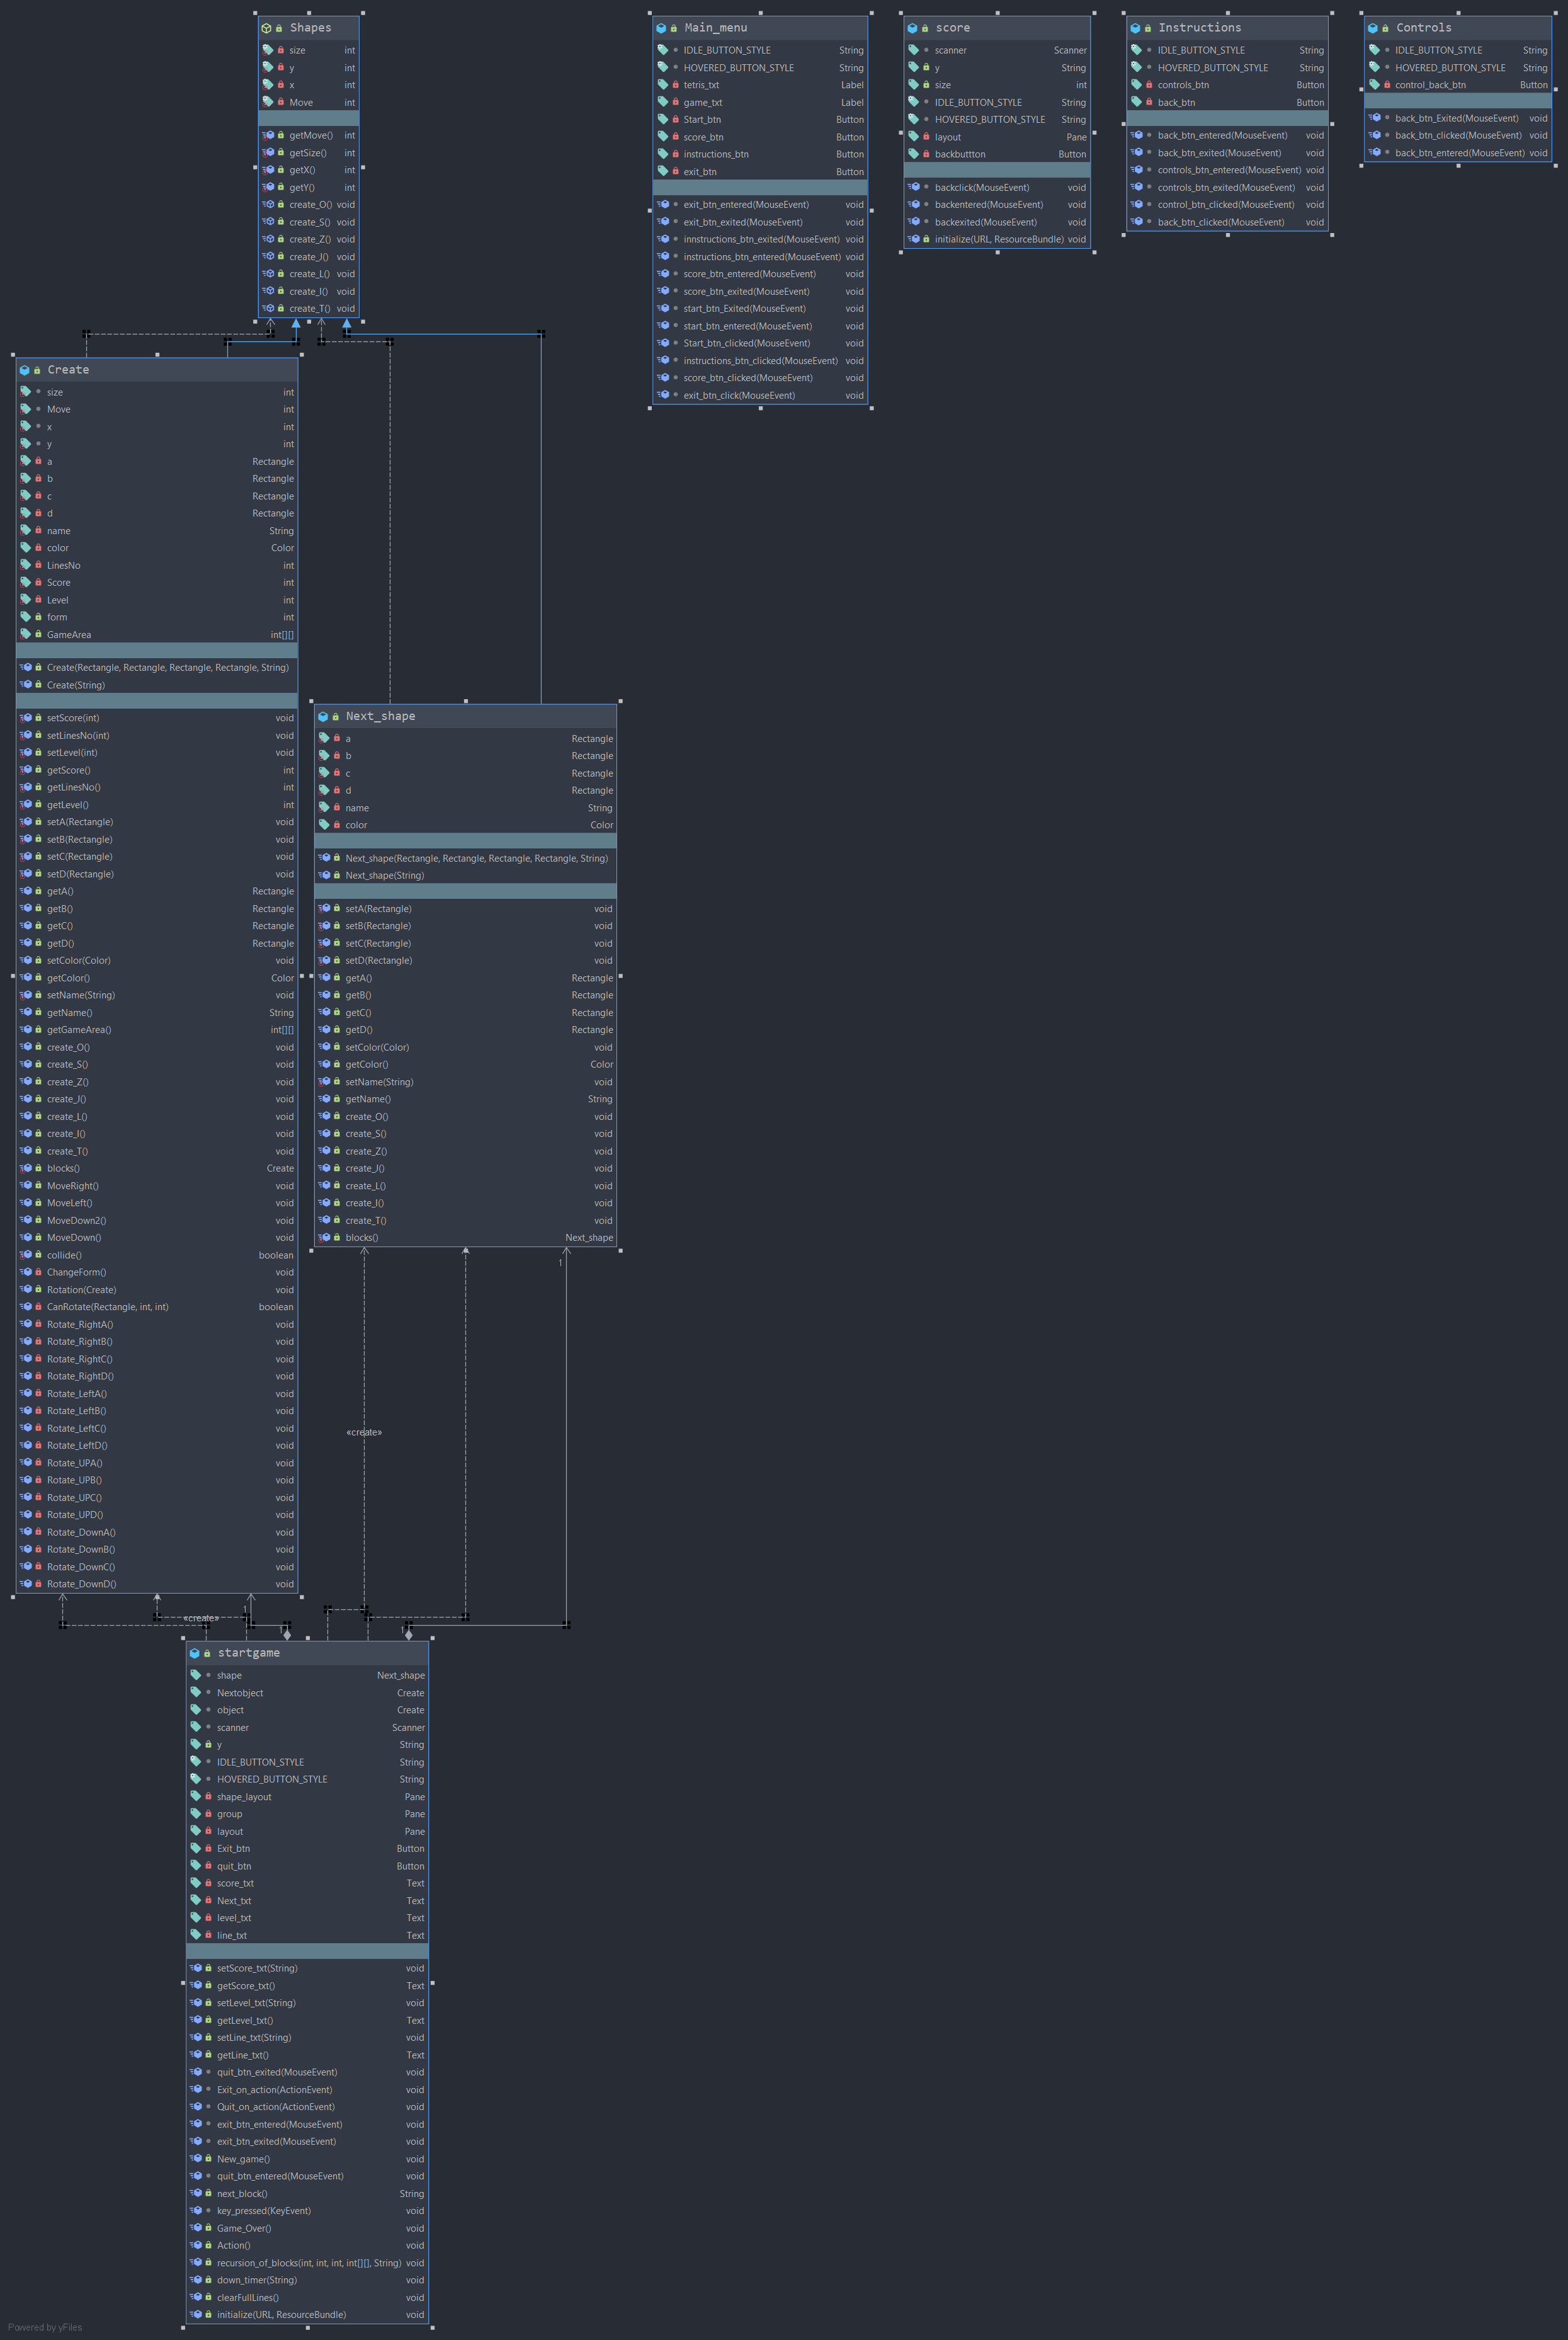 Shapes
size int
y int
x int
Move int
getMove() int
getSize() int
getX() int
getY() int
create_O() void
create_S() void
create_Z() void
create_J() void
create_L() void
create_I() void
create_T() void
Main_menu
IDLE_BUTTON_STYLE String
HOVERED_BUTTON_STYLE String
tetris_txt Label
game_txt Label
Start_btn Button
score_btn Button
instructions_btn Button
exit_btn Button
exit_btn_entered(MouseEvent) void
exit_btn_exited(MouseEvent) void
innstructions_btn_exited(MouseEvent) void
instructions_btn_entered(MouseEvent) void
score_btn_entered(MouseEvent) void
score_btn_exited(MouseEvent) void
start_btn_Exited(MouseEvent) void
start_btn_entered(MouseEvent) void
Start_btn_clicked(MouseEvent) void
instructions_btn_clicked(MouseEvent) void
score_btn_clicked(MouseEvent) void
exit_btn_click(MouseEvent) void
score
scanner Scanner
y String
size int
IDLE_BUTTON_STYLE String
HOVERED_BUTTON_STYLE String
layout Pane
backbuttton Button
backclick(MouseEvent) void
backentered(MouseEvent) void
backexited(MouseEvent) void
initialize(URL, ResourceBundle) void
Instructions
IDLE_BUTTON_STYLE String
HOVERED_BUTTON_STYLE String
controls_btn Button
back_btn Button
back_btn_entered(MouseEvent) void
back_btn_exited(MouseEvent) void
controls_btn_entered(MouseEvent) void
controls_btn_exited(MouseEvent) void
control_btn_clicked(MouseEvent) void
back_btn_clicked(MouseEvent) void
Controls
IDLE_BUTTON_STYLE String
HOVERED_BUTTON_STYLE String
control_back_btn Button
back_btn_Exited(MouseEvent) void
back_btn_clicked(MouseEvent) void
back_btn_entered(MouseEvent) void
Create
size int
Move int
x int
y int
a Rectangle
b Rectangle
c Rectangle
d Rectangle
name String
color Color
LinesNo int
Score int
Level int
form int
GameArea int[][]
Create(Rectangle, Rectangle, Rectangle, Rectangle, String)
Create(String)
setScore(int) void
setLinesNo(int) void
setLevel(int) void
getScore() int
getLinesNo() int
getLevel() int
setA(Rectangle) void
setB(Rectangle) void
setC(Rectangle) void
setD(Rectangle) void
getA() Rectangle
getB() Rectangle
getC() Rectangle
getD() Rectangle
setColor(Color) void
getColor() Color
setName(String) void
getName() String
getGameArea() int[][]
create_O() void
create_S() void
create_Z() void
create_J() void
create_L() void
create_I() void
create_T() void
blocks() Create
MoveRight() void
MoveLeft() void
MoveDown2() void
MoveDown() void
collide() boolean
ChangeForm() void
Rotation(Create) void
CanRotate(Rectangle, int, int) boolean
Rotate_RightA() void
Rotate_RightB() void
Rotate_RightC() void
Rotate_RightD() void
Rotate_LeftA() void
Rotate_LeftB() void
Rotate_LeftC() void
Rotate_LeftD() void
Rotate_UPA() void
Rotate_UPB() void
Rotate_UPC() void
Rotate_UPD() void
Rotate_DownA() void
Rotate_DownB() void
Rotate_DownC() void
Rotate_DownD() void
Next_shape
a Rectangle
b Rectangle
c Rectangle
d Rectangle
name String
color Color
Next_shape(Rectangle, Rectangle, Rectangle, Rectangle, String)
Next_shape(String)
setA(Rectangle) void
setB(Rectangle) void
setC(Rectangle) void
setD(Rectangle) void
getA() Rectangle
getB() Rectangle
getC() Rectangle
getD() Rectangle
setColor(Color) void
getColor() Color
setName(String) void
getName() String
create_O() void
create_S() void
create_Z() void
create_J() void
create_L() void
create_I() void
create_T() void
blocks() Next_shape
1
«create»
1
«create»
1
1
startgame
shape Next_shape
Nextobject Create
object Create
scanner Scanner
y String
IDLE_BUTTON_STYLE String
HOVERED_BUTTON_STYLE String
shape_layout Pane
group Pane
layout Pane
Exit_btn Button
quit_btn Button
score_txt Text
Next_txt Text
level_txt Text
line_txt Text
setScore_txt(String) void
getScore_txt() Text
setLevel_txt(String) void
getLevel_txt() Text
setLine_txt(String) void
getLine_txt() Text
quit_btn_exited(MouseEvent) void
Exit_on_action(ActionEvent) void
Quit_on_action(ActionEvent) void
exit_btn_entered(MouseEvent) void
exit_btn_exited(MouseEvent) void
New_game() void
quit_btn_entered(MouseEvent) void
next_block() String
key_pressed(KeyEvent) void
Game_Over() void
Action() void
recursion_of_blocks(int, int, int, int[][], String) void
down_timer(String) void
clearFullLines() void
initialize(URL, ResourceBundle) void
Powered by yFiles